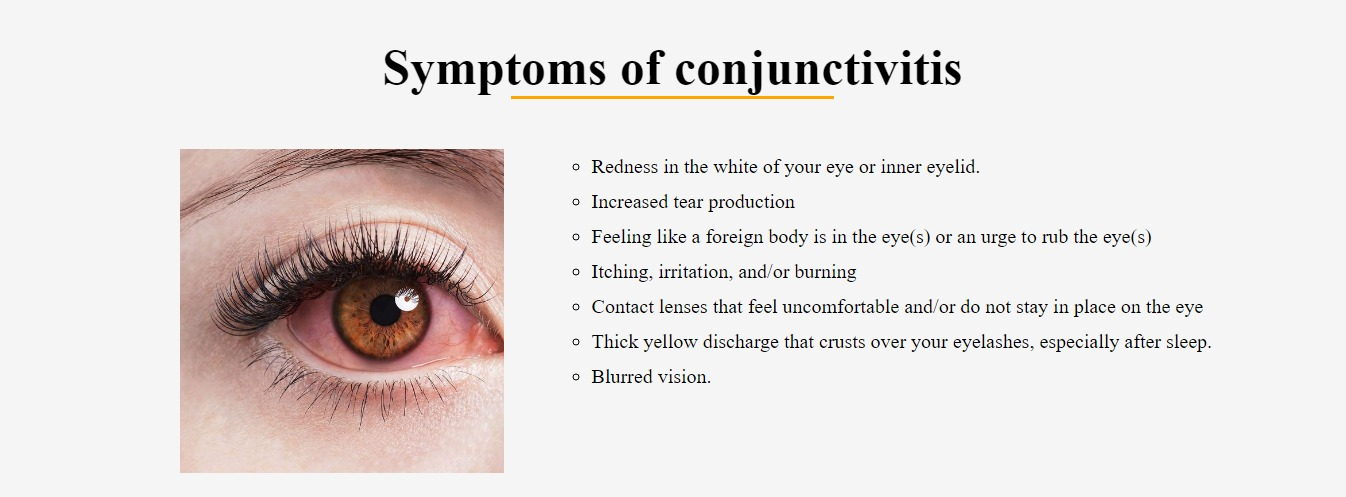 Symptoms of conjunctivitis
Redness in the white of your eye or inner eyelid.
Increased tear production
Feeling like a foreign body is in the eye(s) or an urge to rub the eye(s)
Itching, irritation, and/or burning
Contact lenses that feel uncomfortable and/or do not stay in place on the eye
Thick yellow discharge that crusts over your eyelashes, especially after sleep.
Blurred vision.